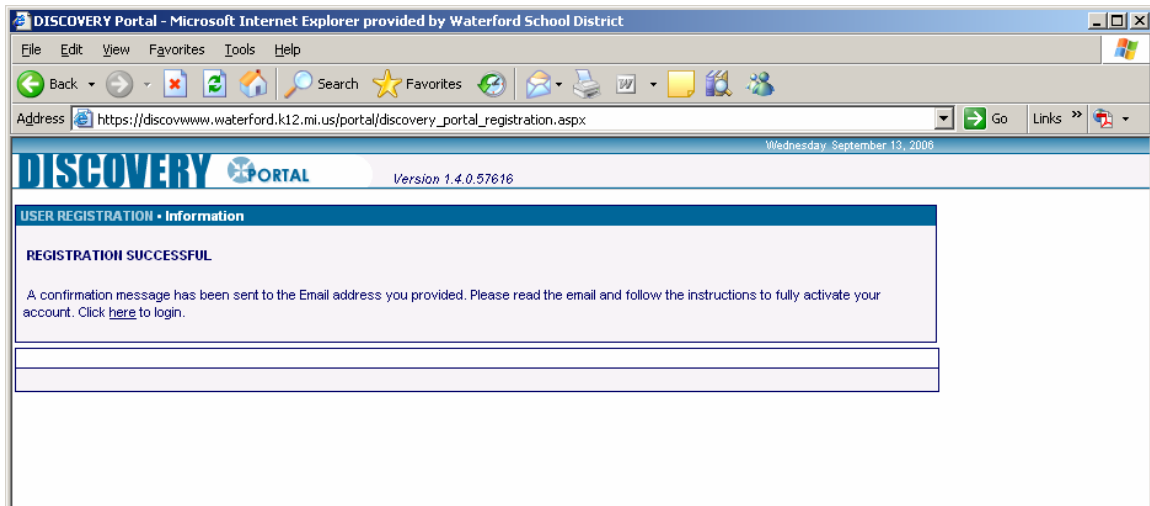 DISCOVERY Portal - Microsoft Internet Explorer provided by Waterford School District
File Edit View Favorites Tools Help
Back Search Favorites
Address https://discovwww.waterford.k12.mi.us/portal/discovery_portal_registration.aspx Go Links »
Wednesday September 13, 2006
DISCOVERY PORTAL Version 1.4.0.57616
USER REGISTRATION • Information
REGISTRATION SUCCESSFUL
A confirmation message has been sent to the Email address you provided. Please read the email and follow the instructions to fully activate your
account. Click here to login.